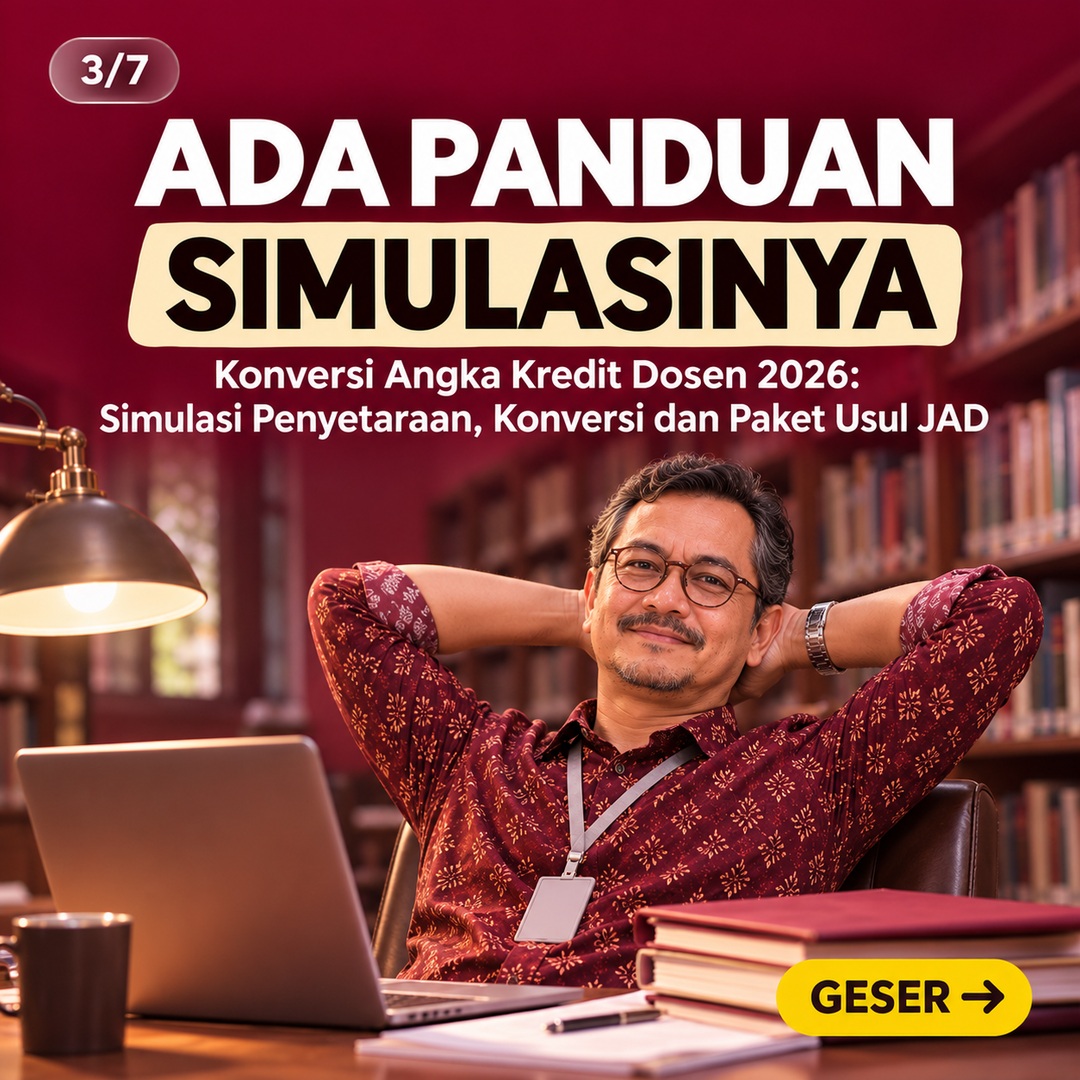 3/7
ADA PANDUAN
SIMULASINYA
Konversi Angka Kredit Dosen 2026:
Simulasi Penyetaraan, Konversi dan Paket Usul JAD
GESER →